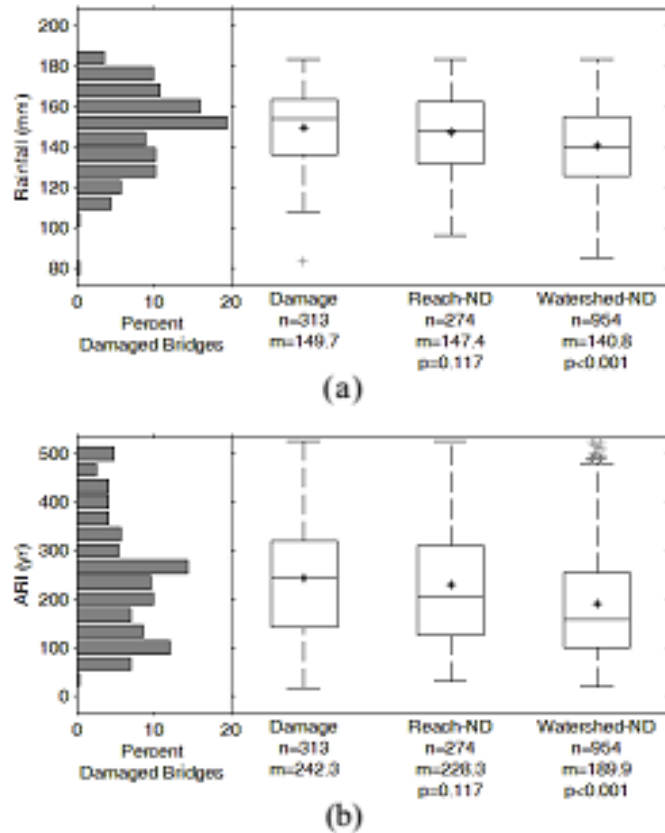 200
180
160
140
120
100
80
Rainfall (mm)
0 10 20
Percent
Damaged Bridges
Damage
n=313
m=149.7
Reach-ND
n=274
m=147.4
p=0.117
Watershed-ND
n=954
m=140.8
p<0.001
(a)
500
400
300
200
100
0
ARI (yr)
0 10 20
Percent
Damaged Bridges
Damage
n=313
m=242.3
Reach-ND
n=274
m=228.3
p=0.117
Watershed-ND
n=954
m=189.9
p<0.001
(b)